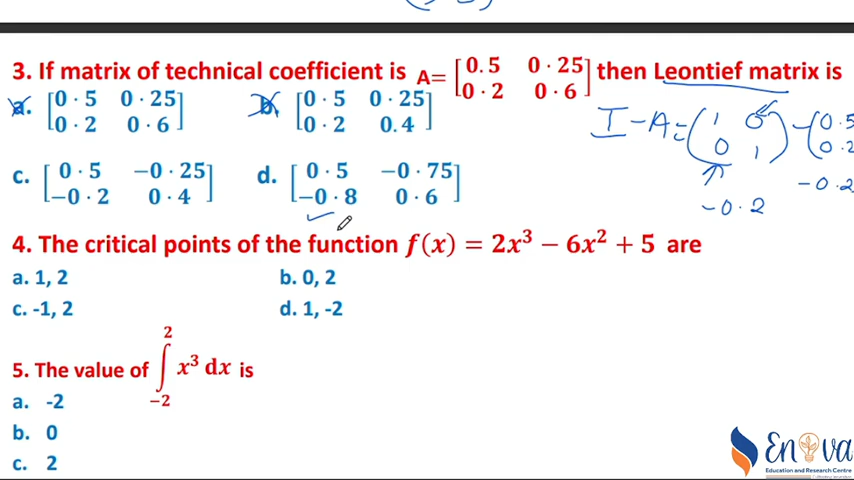 3. If matrix of technical coefficient is A= [0.5 0·25] then Leontief matrix is
[0·2 0·6]
a. [0·5 0·25] b. [0·5 0·25]
[0·2 0·6] [0·2 0.4]
I-A= (1 0) - (0.5
(0 1) (0.2
c. [0·5 -0·25] d. [0·5 -0·75]
[-0·2 0·4] [-0·8 0·6]
-0.2
-0.2
4. The critical points of the function f(x) = 2x³ − 6x² + 5 are
a. 1, 2 b. 0, 2
c. -1, 2 d. 1, -2
5. The value of ∫₋₂² x³ dx is
a. -2
b. 0
c. 2
Enova
Education and Research Centre